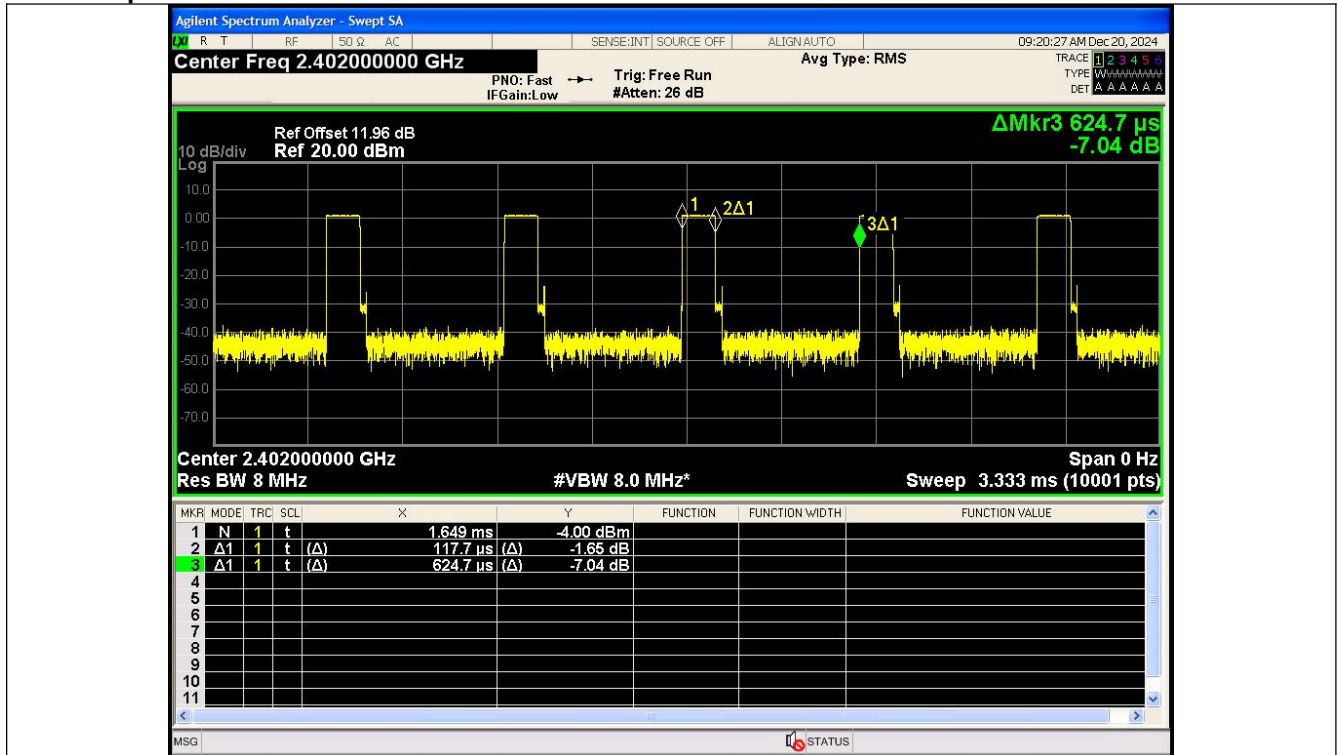 Agilent Spectrum Analyzer - Swept SA
LXI R T RF 50 Ω AC SENSE:INT SOURCE OFF ALIGN AUTO 09:20:27 AM Dec 20, 2024
Center Freq 2.402000000 GHz Avg Type: RMS TRACE 1 2 3 4 5 6
PNO: Fast Trig: Free Run TYPE WWWWWW
IFGain:Low #Atten: 26 dB DET A A A A A A
ΔMkr3 624.7 µs
Ref Offset 11.96 dB
10 dB/div Ref 20.00 dBm -7.04 dB
Log
10.0
1 2Δ1
0.00
3Δ1
-10.0
-20.0
-30.0
-40.0
-50.0
-60.0
-70.0
Center 2.402000000 GHz Span 0 Hz
Res BW 8 MHz #VBW 8.0 MHz* Sweep 3.333 ms (10001 pts)
MKR MODE TRC SCL X Y FUNCTION FUNCTION WIDTH FUNCTION VALUE
1 N 1 t 1.649 ms -4.00 dBm
2 Δ1 1 t (Δ) 117.7 µs (Δ) -1.65 dB
3 Δ1 1 t (Δ) 624.7 µs (Δ) -7.04 dB
4
5
6
7
8
9
10
11
MSG STATUS